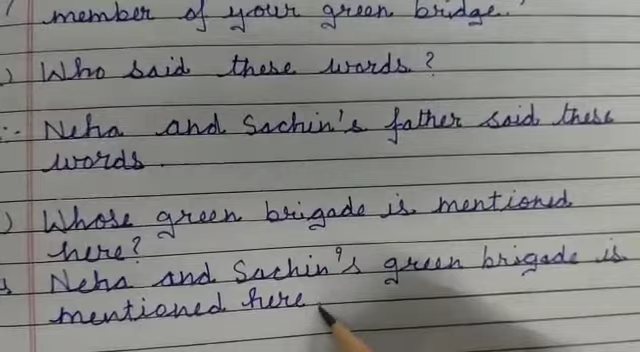 member of your green bridge.'
) Who said these words?
:- Neha and Sachin's father said these
words.
) Whose green brigade is mentioned
here?
s Neha and Sachin's green brigade is
mentioned here